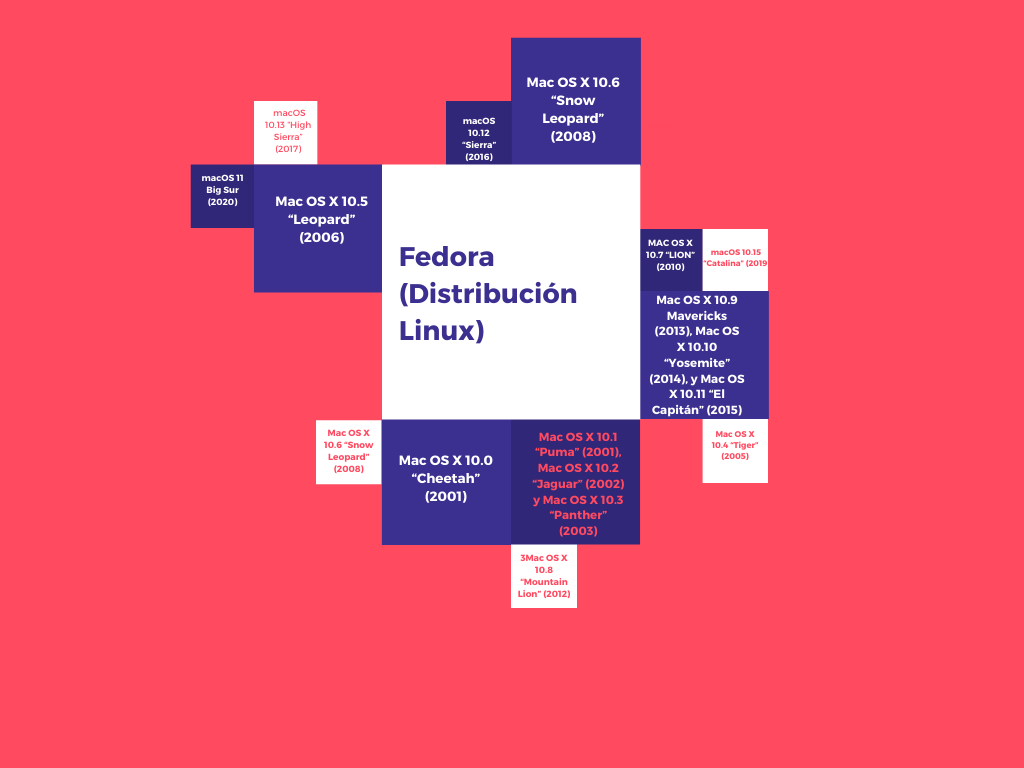 Mac OS X 10.6
“Snow
Leopard”
(2008)
macOS
10.13 “High
Sierra”
(2017)
macOS
10.12
“Sierra”
(2016)
macOS 11
Big Sur
(2020)
Mac OS X 10.5
“Leopard”
(2006)
Fedora
(Distribución
Linux)
MAC OS X
10.7 “LION”
(2010)
macOS 10.15
“Catalina” (2019
Mac OS X 10.9
Mavericks
(2013), Mac OS
X 10.10
“Yosemite”
(2014), y Mac OS
X 10.11 “El
Capitán” (2015)
Mac OS X
10.6 “Snow
Leopard”
(2008)
Mac OS X 10.0
“Cheetah”
(2001)
Mac OS X 10.1
“Puma” (2001),
Mac OS X 10.2
“Jaguar” (2002)
y Mac OS X 10.3
“Panther”
(2003)
Mac OS X
10.4 “Tiger”
(2005)
3Mac OS X
10.8
“Mountain
Lion” (2012)